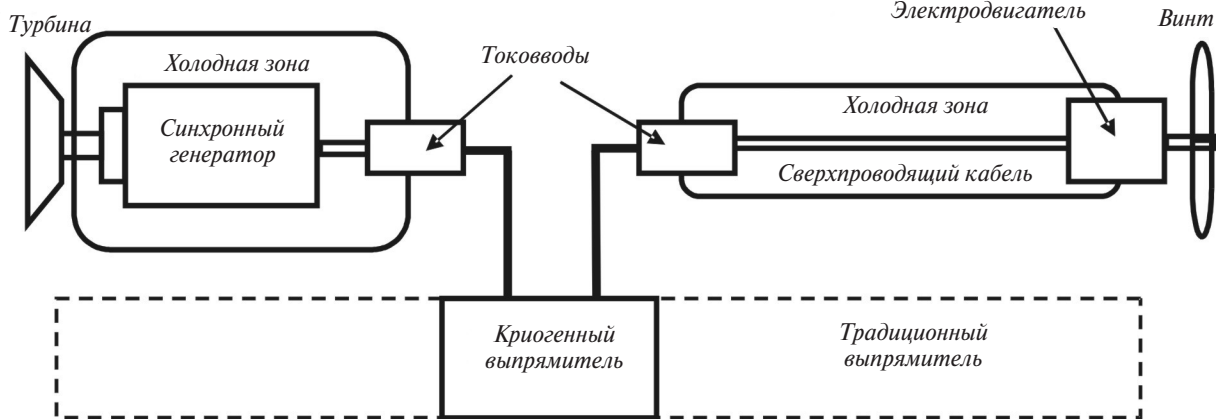 Турбина
Холодная зона
Синхронный
генератор
Токовводы
Электродвигатель
Винт
Холодная зона
Сверхпроводящий кабель
Криогенный
выпрямитель
Традиционный
выпрямитель